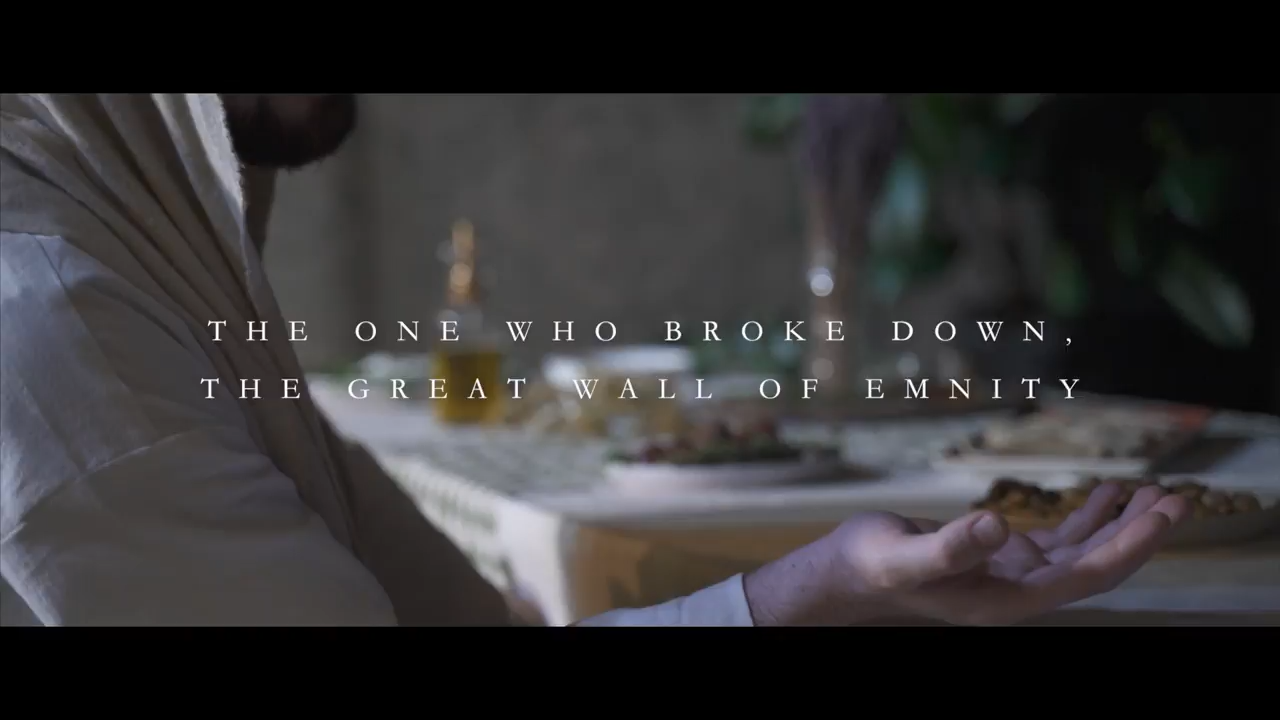 THE ONE WHO BROKE DOWN,
THE GREAT WALL OF EMNITY